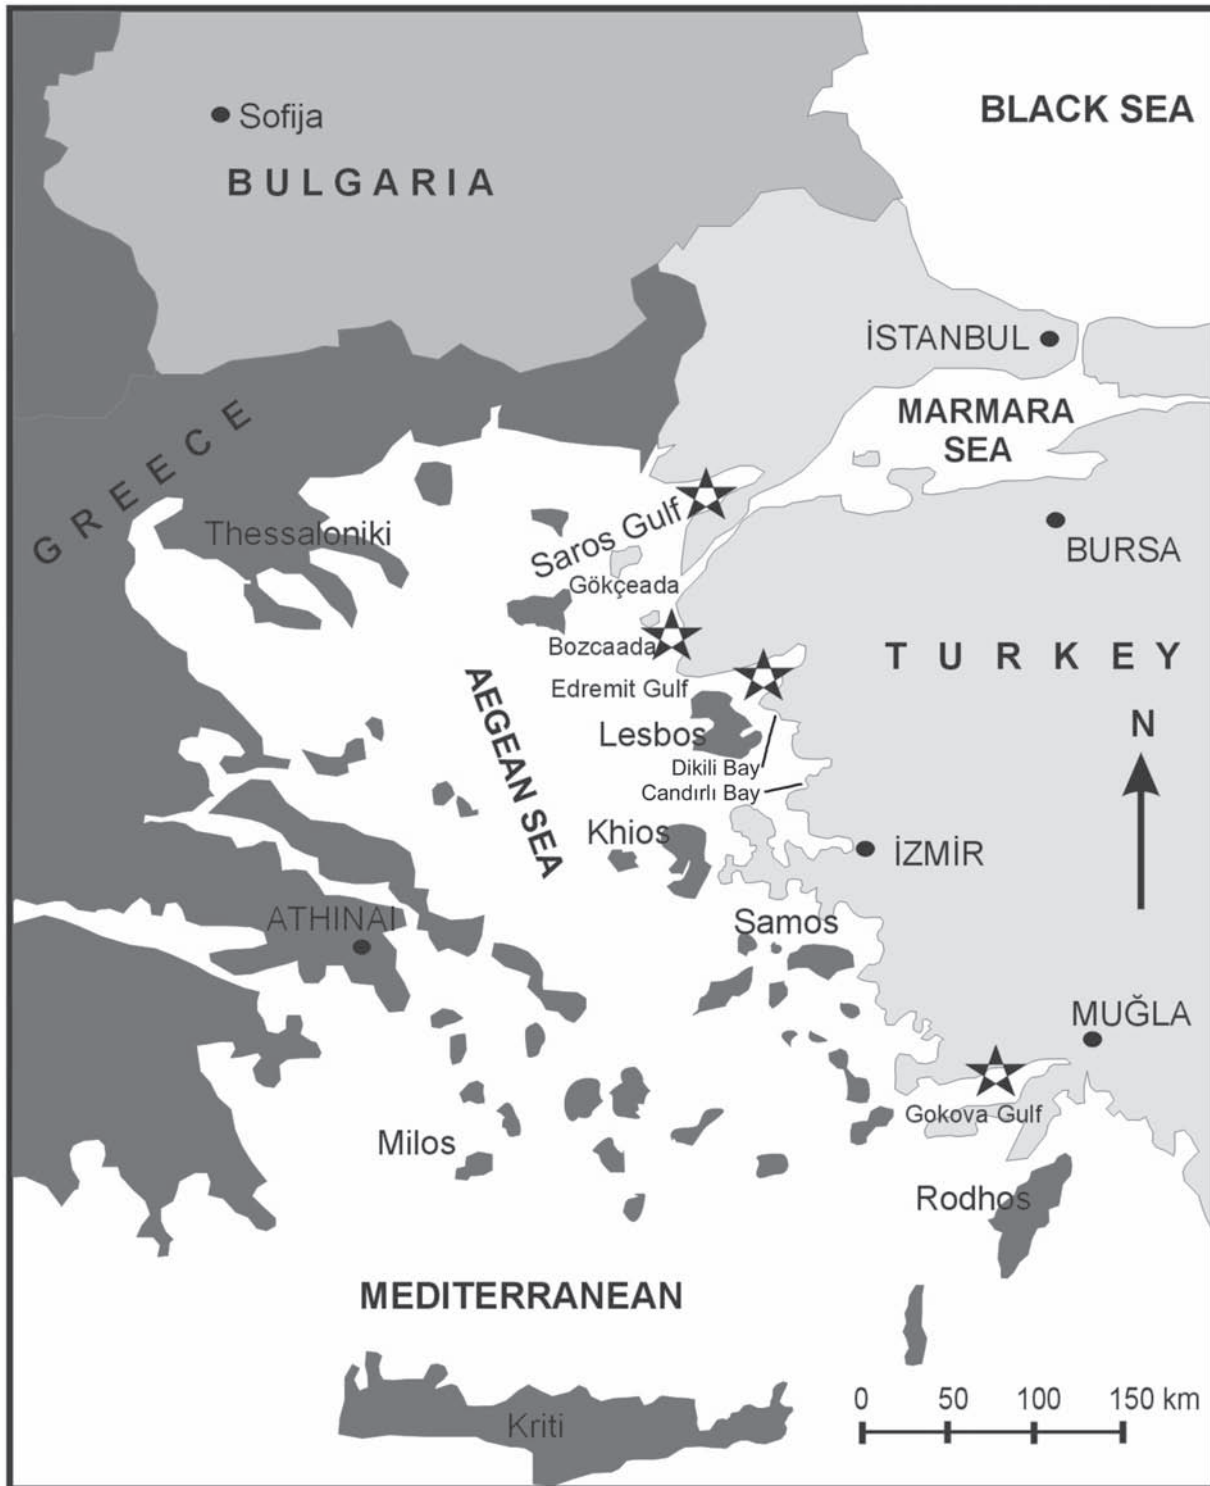 BLACK SEA
Sofija
BULGARIA
İSTANBUL
MARMARA
SEA
GREECE
Thessaloniki
Saros Gulf
BURSA
Gökçeada
Bozcaada
TURKEY
Edremit Gulf
AEGEAN SEA
Lesbos
N
Dikili Bay
Candırlı Bay
Khios
İZMİR
ATHINAI
Samos
MUĞLA
Gokova Gulf
Milos
Rodhos
MEDITERRANEAN
0 50 100 150 km
Kriti